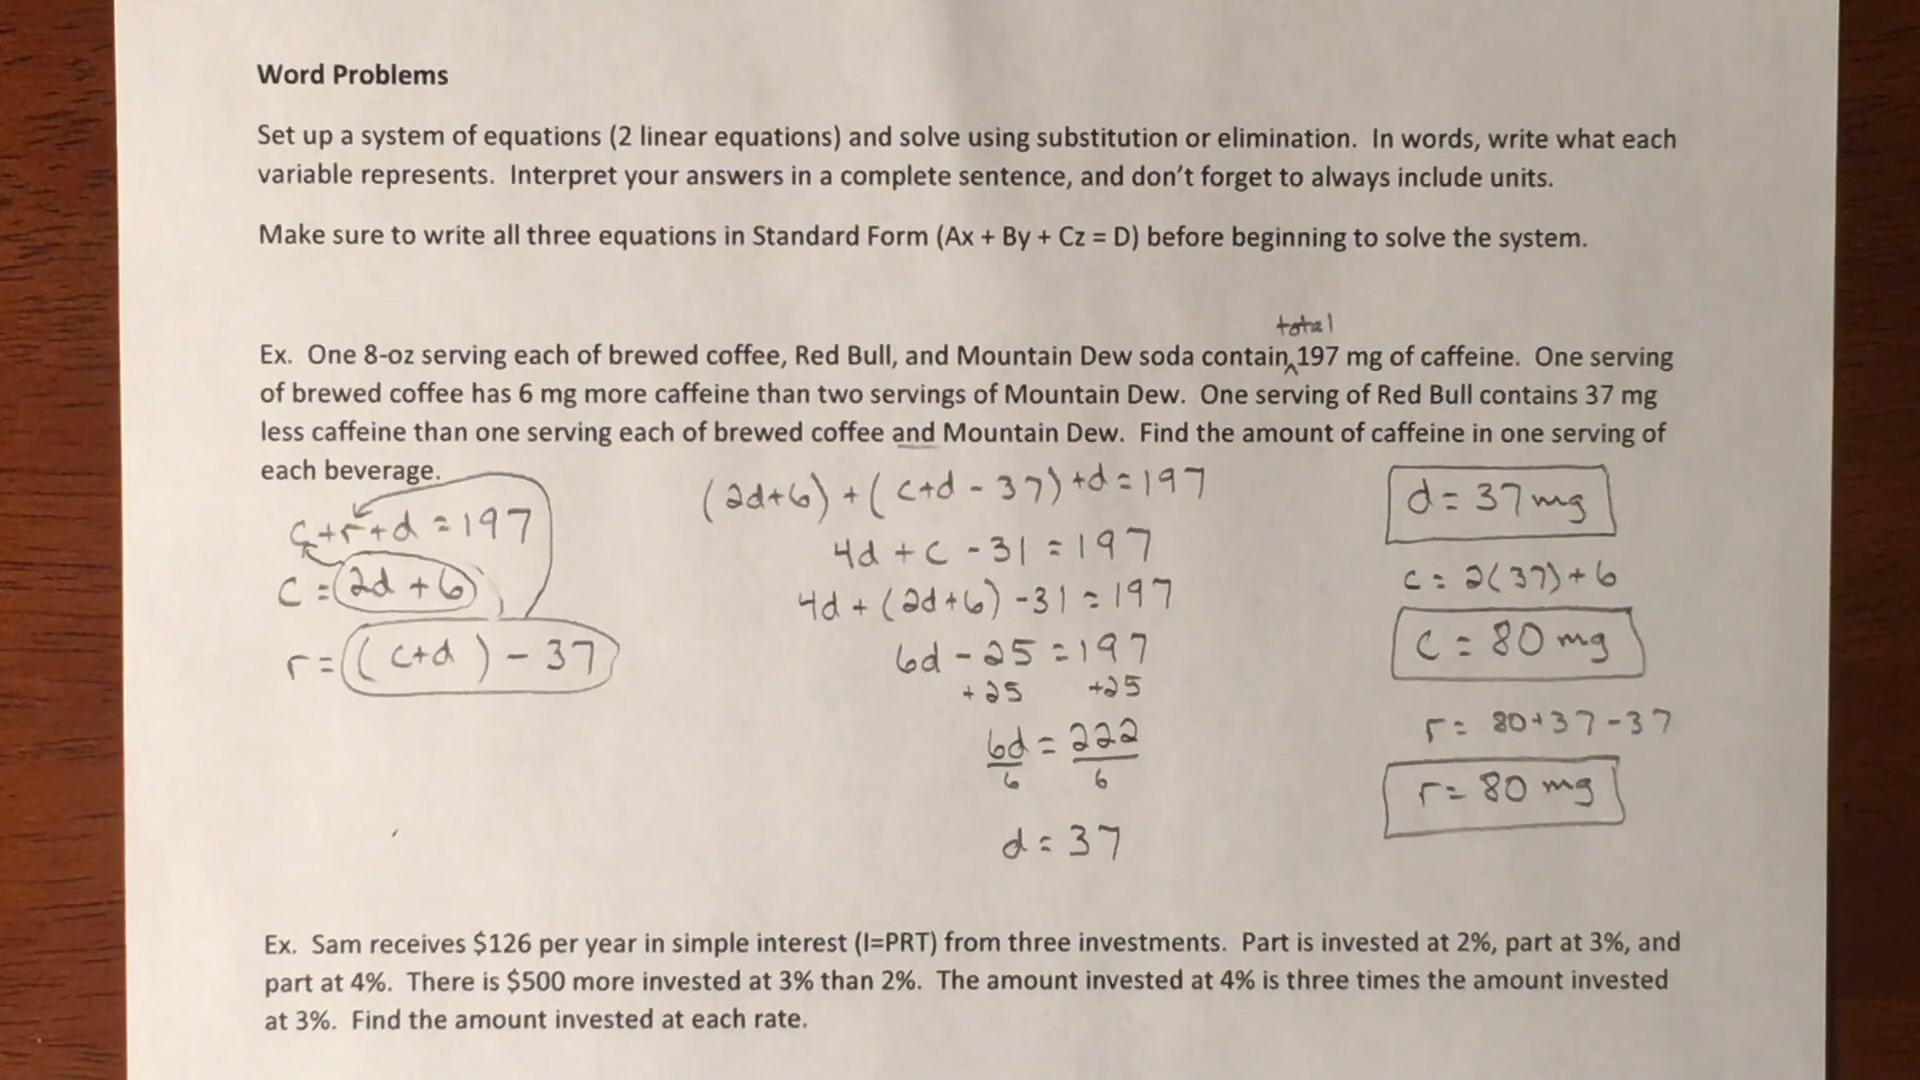 Word Problems
Set up a system of equations (2 linear equations) and solve using substitution or elimination. In words, write what each
variable represents. Interpret your answers in a complete sentence, and don't forget to always include units.
Make sure to write all three equations in Standard Form (Ax + By + Cz = D) before beginning to solve the system.
total
Ex. One 8-oz serving each of brewed coffee, Red Bull, and Mountain Dew soda contain ^ 197 mg of caffeine. One serving
of brewed coffee has 6 mg more caffeine than two servings of Mountain Dew. One serving of Red Bull contains 37 mg
less caffeine than one serving each of brewed coffee and Mountain Dew. Find the amount of caffeine in one serving of
each beverage.
c+r+d=197
c=(2d+6)
r=((c+d)-37)
(2d+6)+(c+d-37)+d=197
4d+c-31=197
4d+(2d+6)-31=197
6d-25=197
+25 +25
6d=222
6 6
d=37
d=37mg
c=2(37)+6
c=80 mg
r=80+37-37
r=80 mg
Ex. Sam receives $126 per year in simple interest (I=PRT) from three investments. Part is invested at 2%, part at 3%, and
part at 4%. There is $500 more invested at 3% than 2%. The amount invested at 4% is three times the amount invested
at 3%. Find the amount invested at each rate.